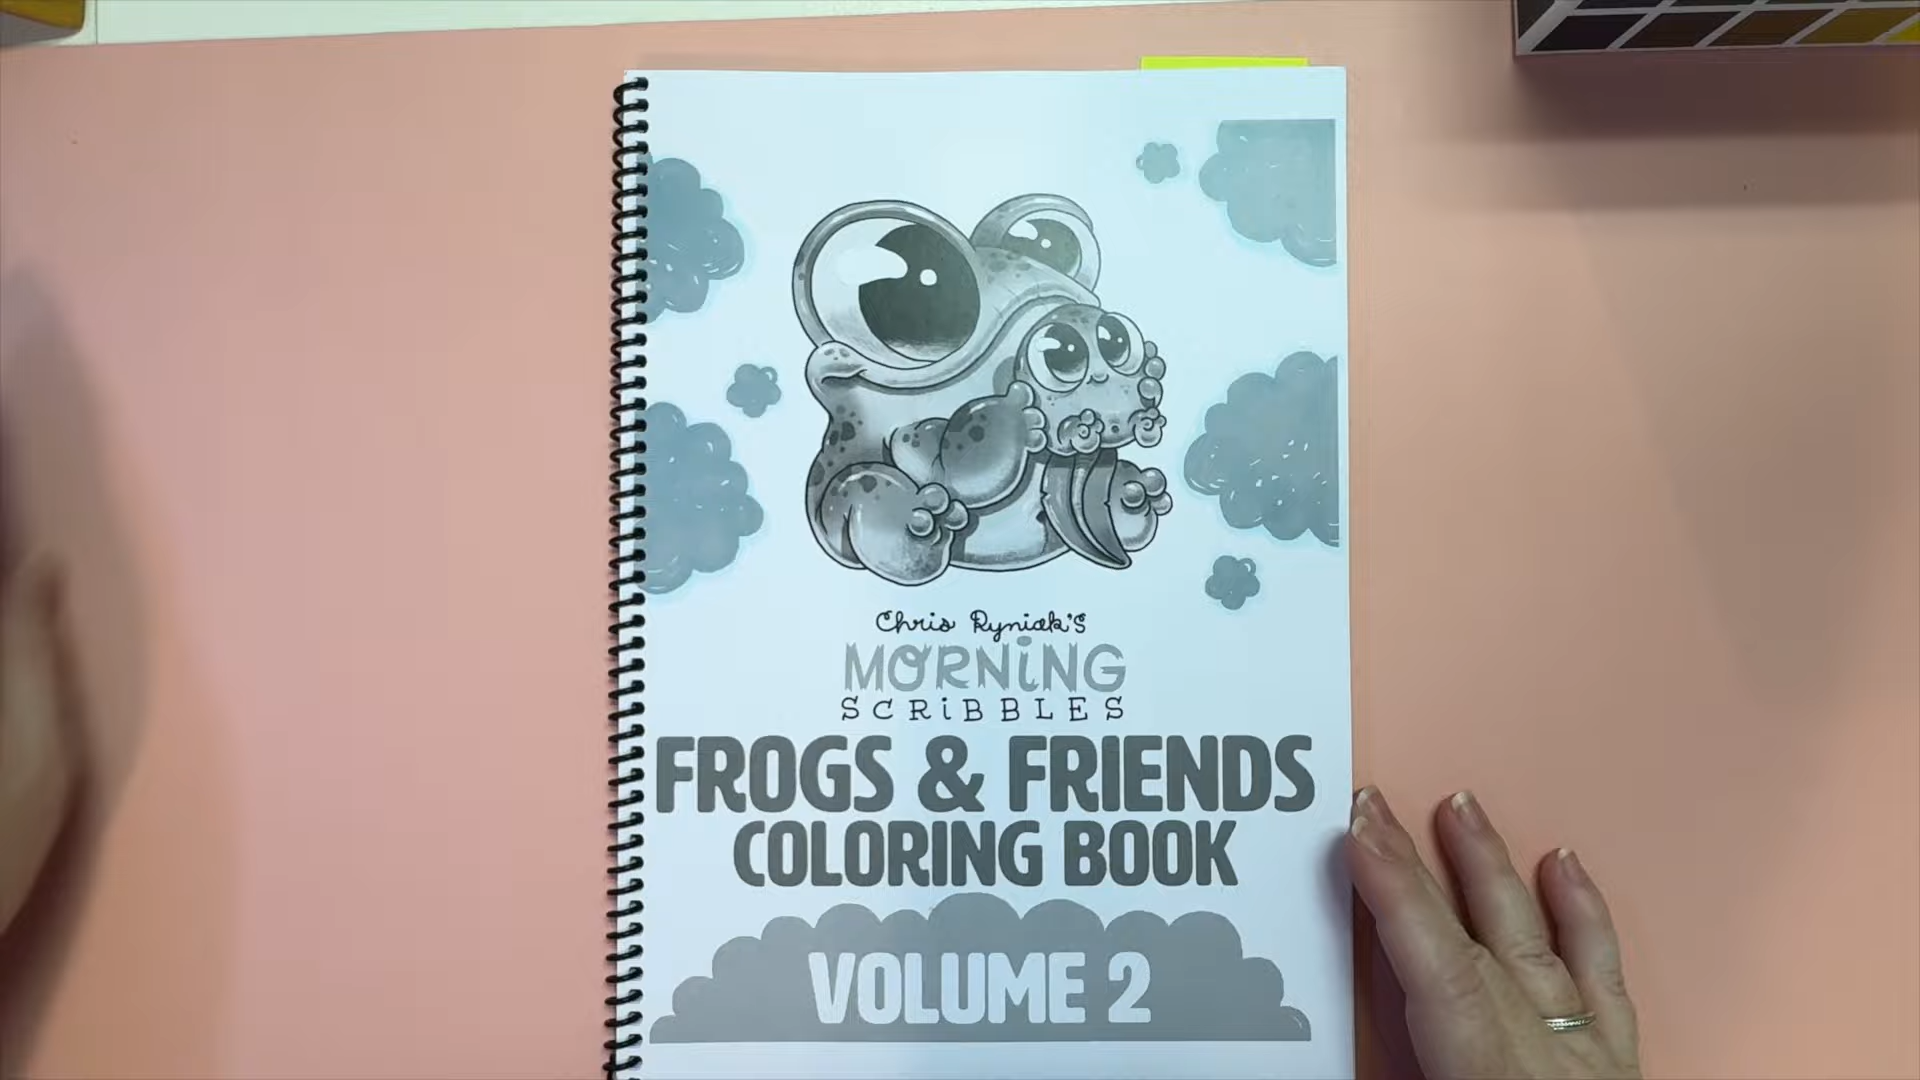 Chris Ryniak's
MORNiNG
SCRiBBLES
FROGS & FRIENDS
COLORING BOOK
VOLUME 2